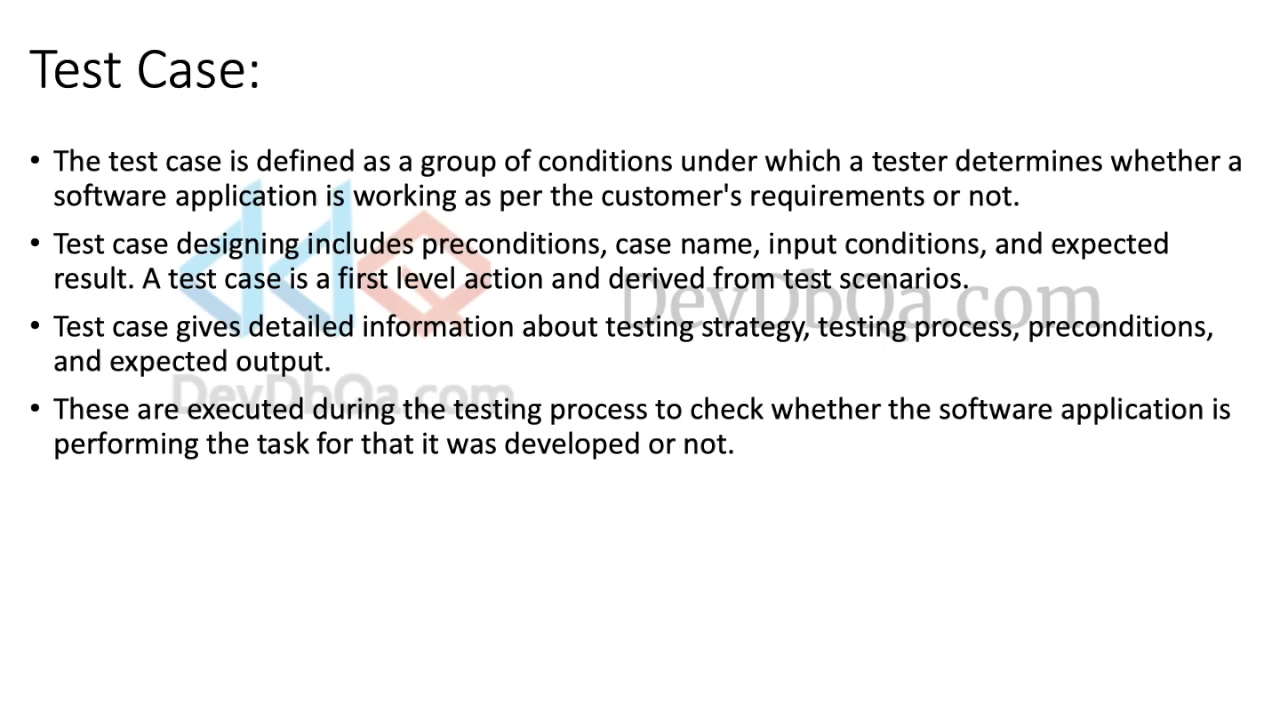 Test Case:
• The test case is defined as a group of conditions under which a tester determines whether a
software application is working as per the customer's requirements or not.
• Test case designing includes preconditions, case name, input conditions, and expected
result. A test case is a first level action and derived from test scenarios.
DevDbQa.com
• Test case gives detailed information about testing strategy, testing process, preconditions,
and expected output.
DevDbQa.com
• These are executed during the testing process to check whether the software application is
performing the task for that it was developed or not.